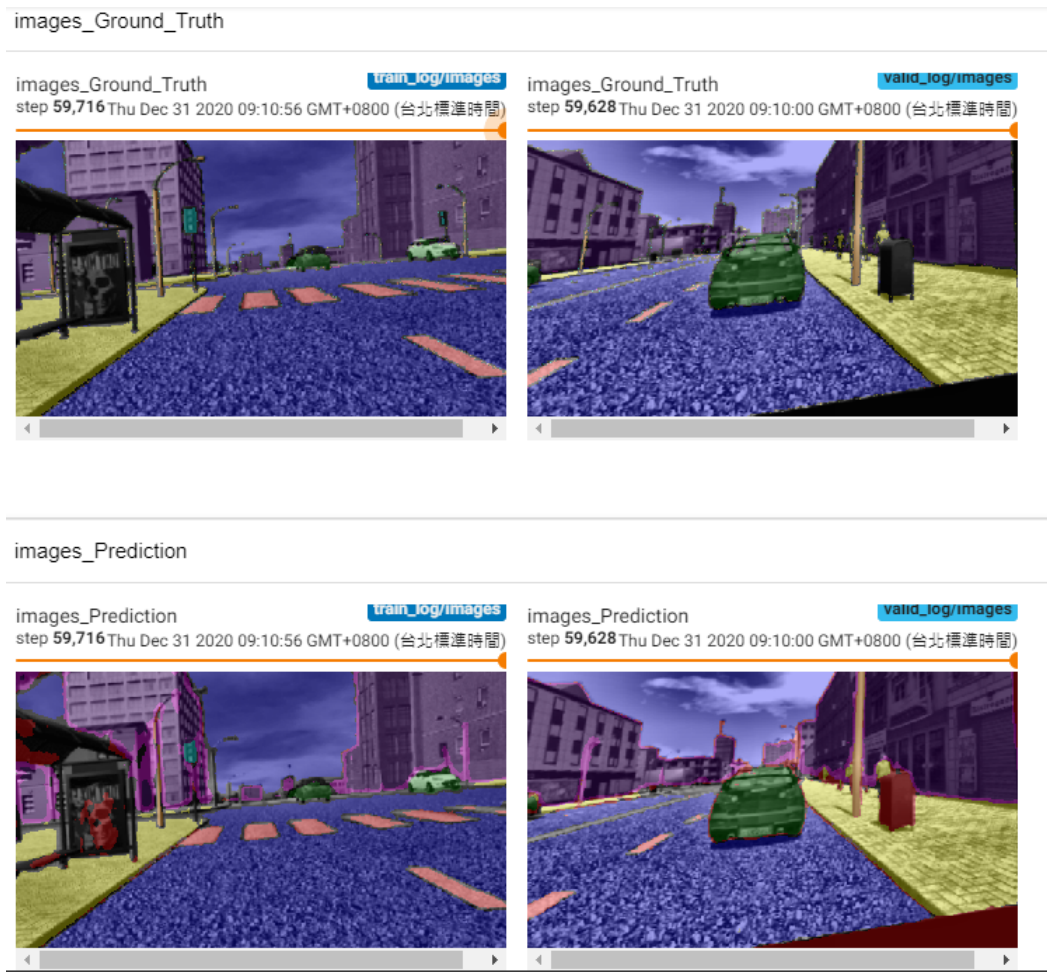 images_Ground_Truth
images_Ground_Truth
train_log/images
step 59,716 Thu Dec 31 2020 09:10:56 GMT+0800 (台北標準時間)
images_Ground_Truth
valid_log/images
step 59,628 Thu Dec 31 2020 09:10:00 GMT+0800 (台北標準時間)
images_Prediction
images_Prediction
train_log/images
step 59,716 Thu Dec 31 2020 09:10:56 GMT+0800 (台北標準時間)
images_Prediction
valid_log/images
step 59,628 Thu Dec 31 2020 09:10:00 GMT+0800 (台北標準時間)